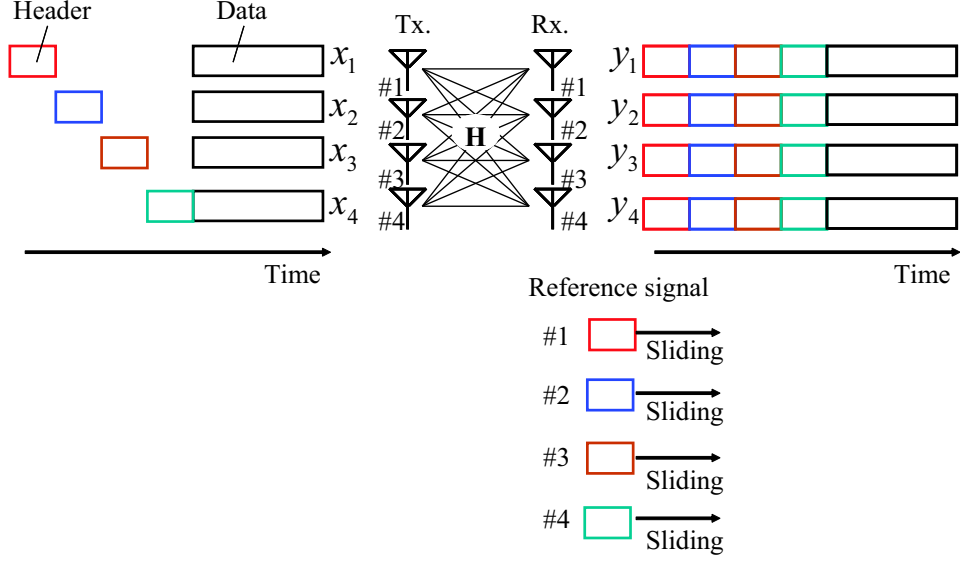 Header
Data
x1
x2
x3
x4
Time
Tx.
Rx.
#1
#2
#3
#4
H
#1
#2
#3
#4
y1
y2
y3
y4
Time
Reference signal
#1
Sliding
#2
Sliding
#3
Sliding
#4
Sliding